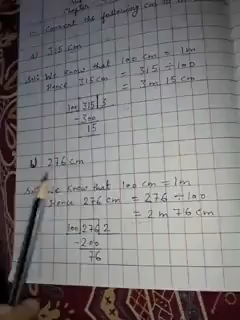 Chapter
Convert the following cm in
a) 315 cm
Sol: We know that 100 cm = 1m
Hence 315 cm = 315 ÷ 100
= 3m 15 cm
100 315 3
-300
15
b) 276 cm
Sol: We know that 100 cm = 1m
Hence 276 cm = 276 ÷ 100
= 2 m 76 cm
100 276 2
-200
76